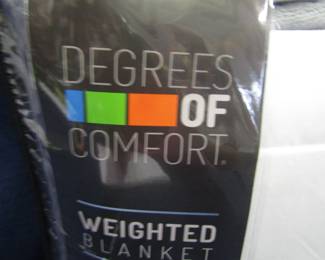 DEGREES
OF
COMFORT.
WEIGHTED
BLANKET